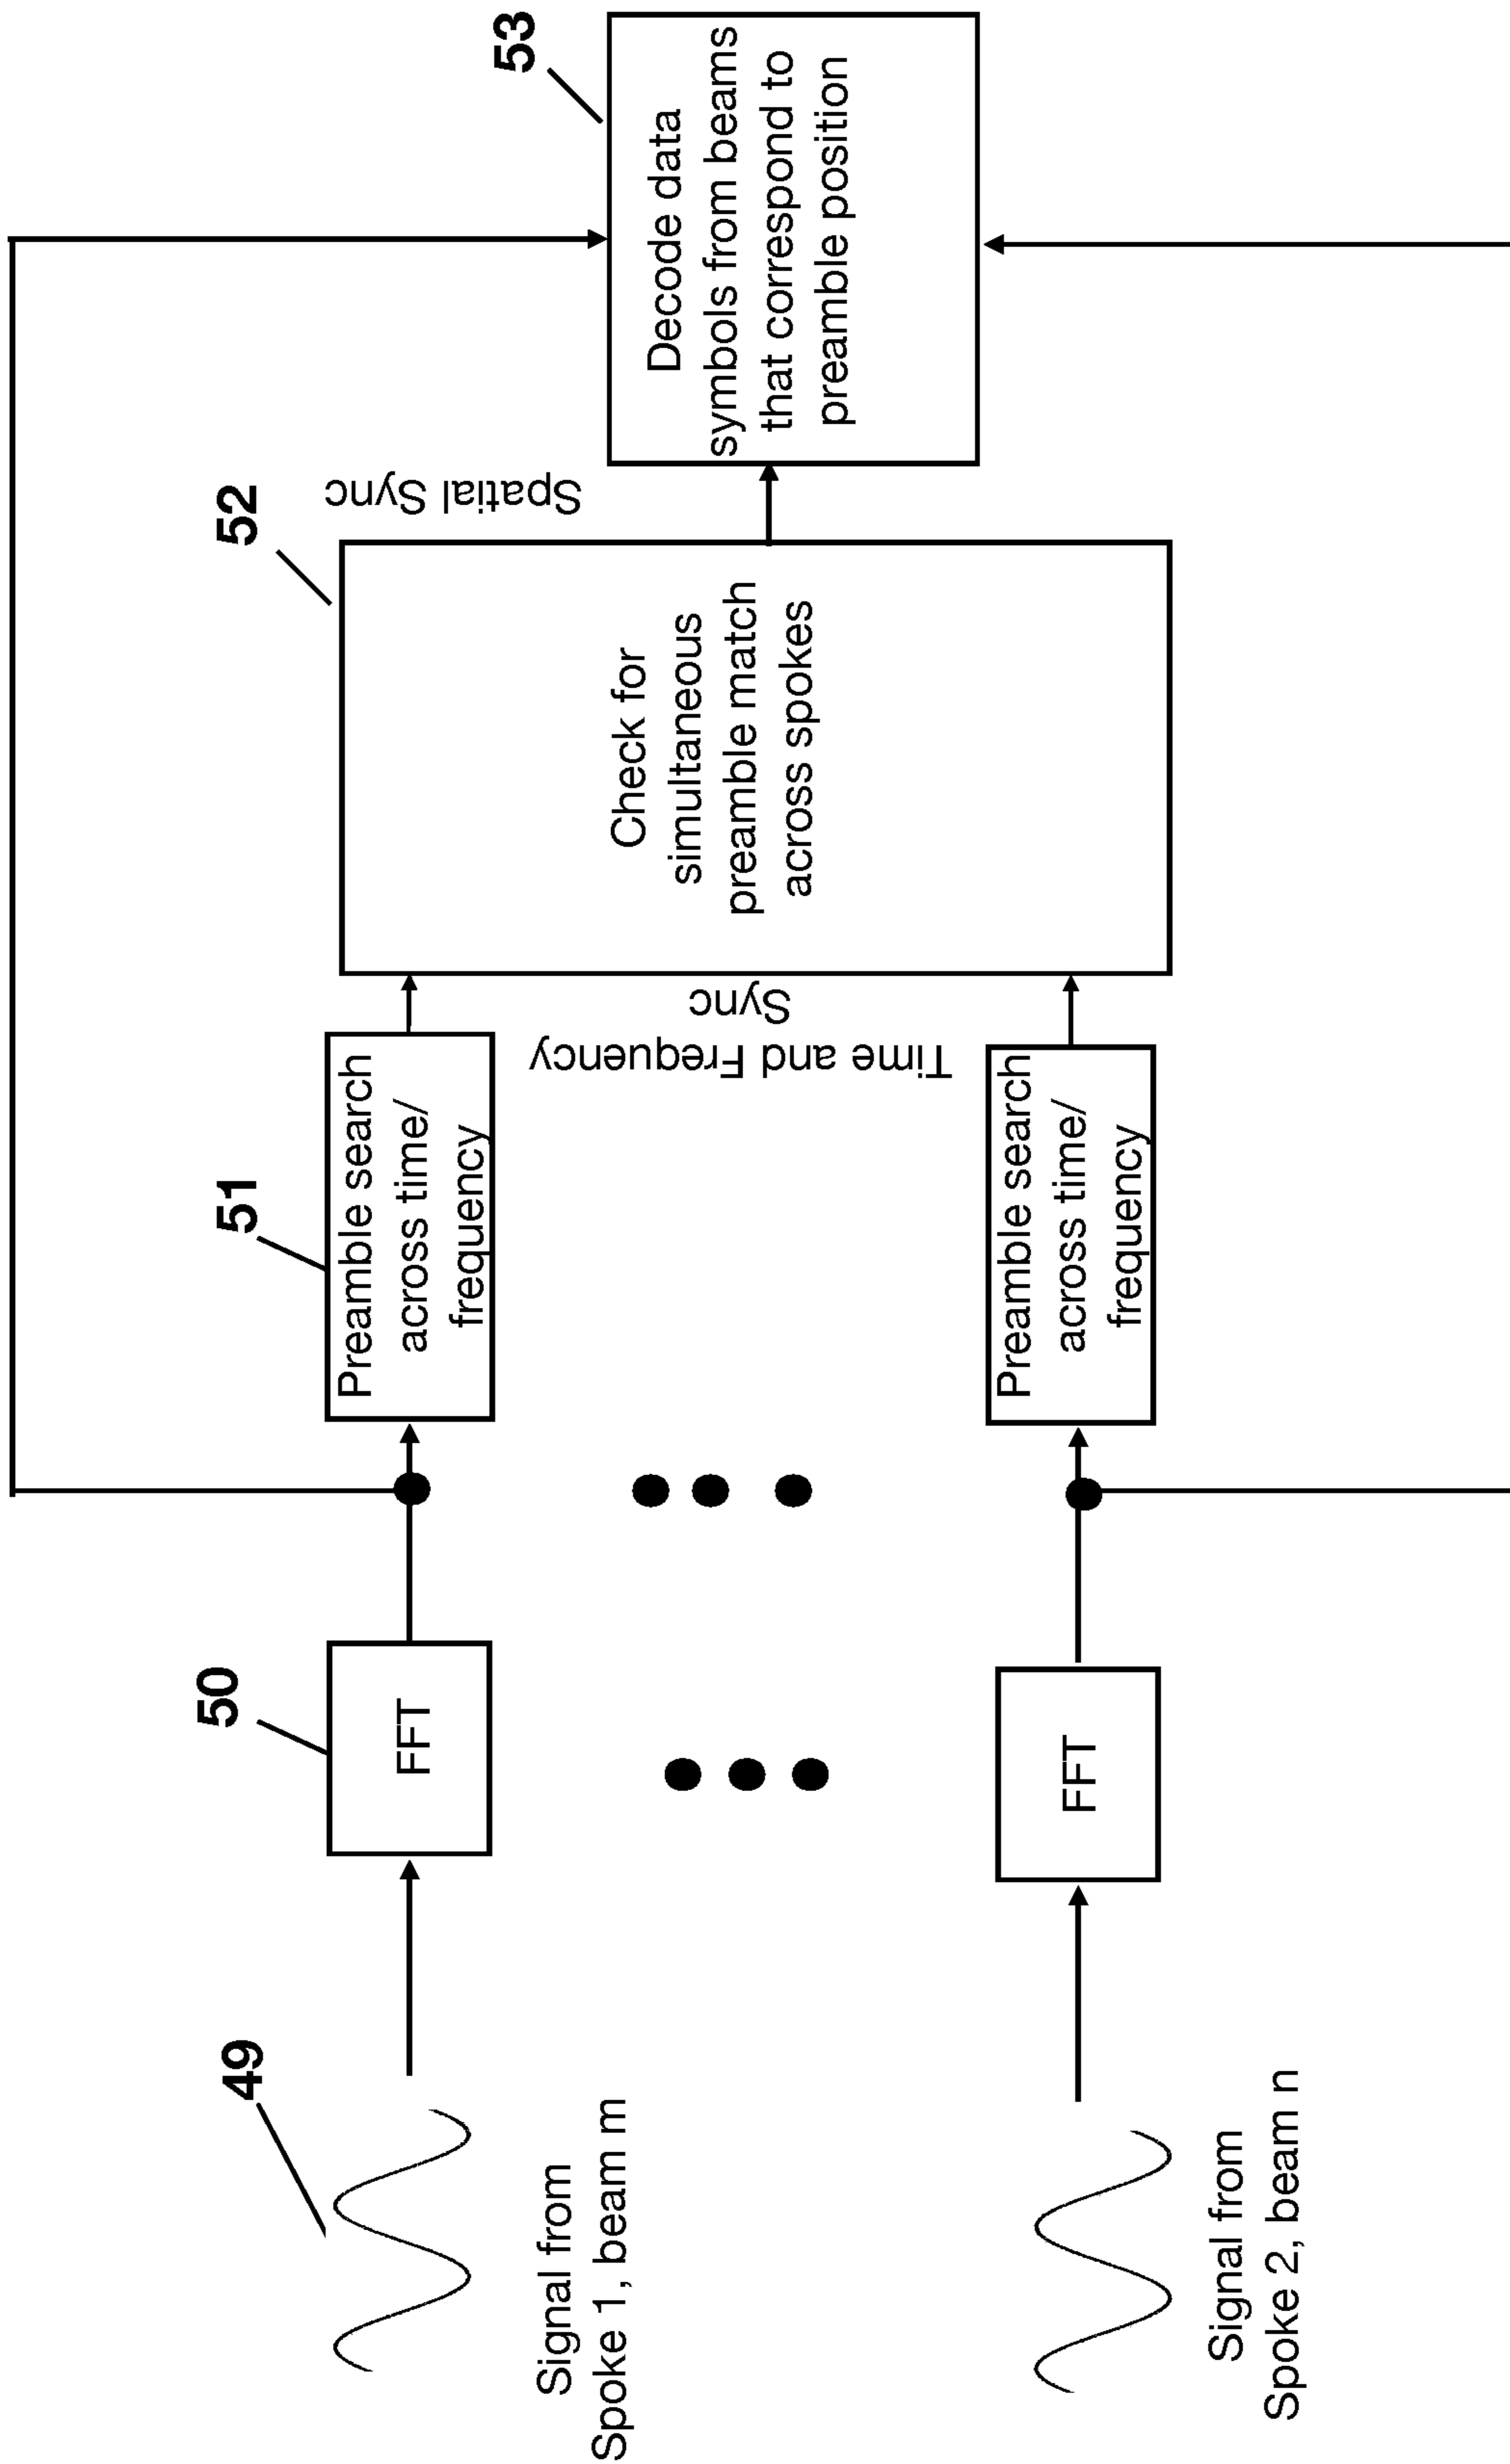 49
Signal from
Spoke 1, beam m
50
FFT
51
Preamble search
across time/
frequency
52
Check for
simultaneous
preamble match
across spokes
53
Decode data
symbols from beams
that correspond to
preamble position
Spatial Sync
Time and Frequency
Sync
Signal from
Spoke 2, beam n
FFT
Preamble search
across time/
frequency